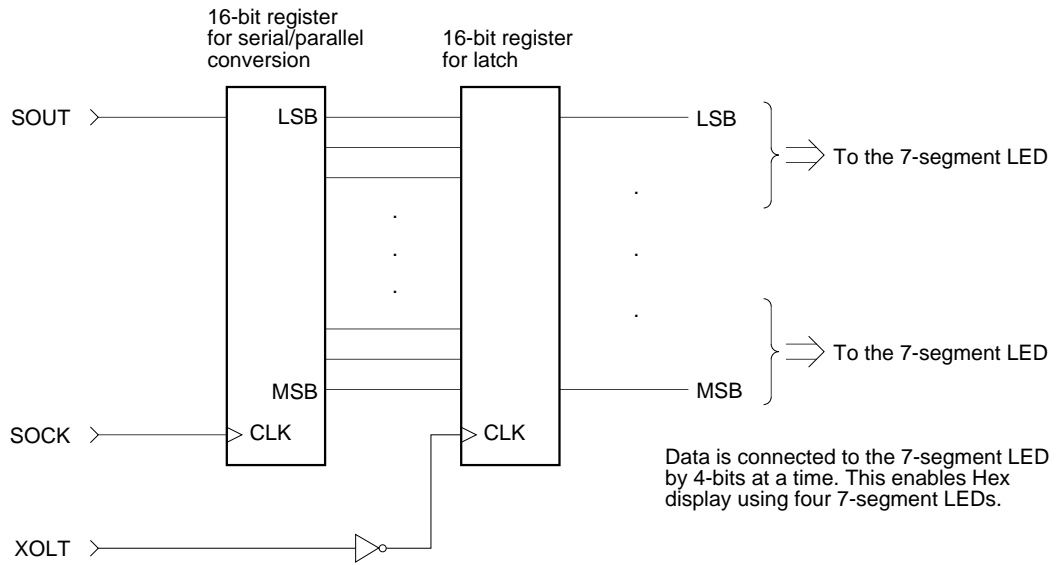 16-bit register
for serial/parallel
conversion
16-bit register
for latch
SOUT
LSB
LSB
To the 7-segment LED
To the 7-segment LED
MSB
MSB
SOCK
CLK
CLK
Data is connected to the 7-segment LED
by 4-bits at a time. This enables Hex
display using four 7-segment LEDs.
XOLT